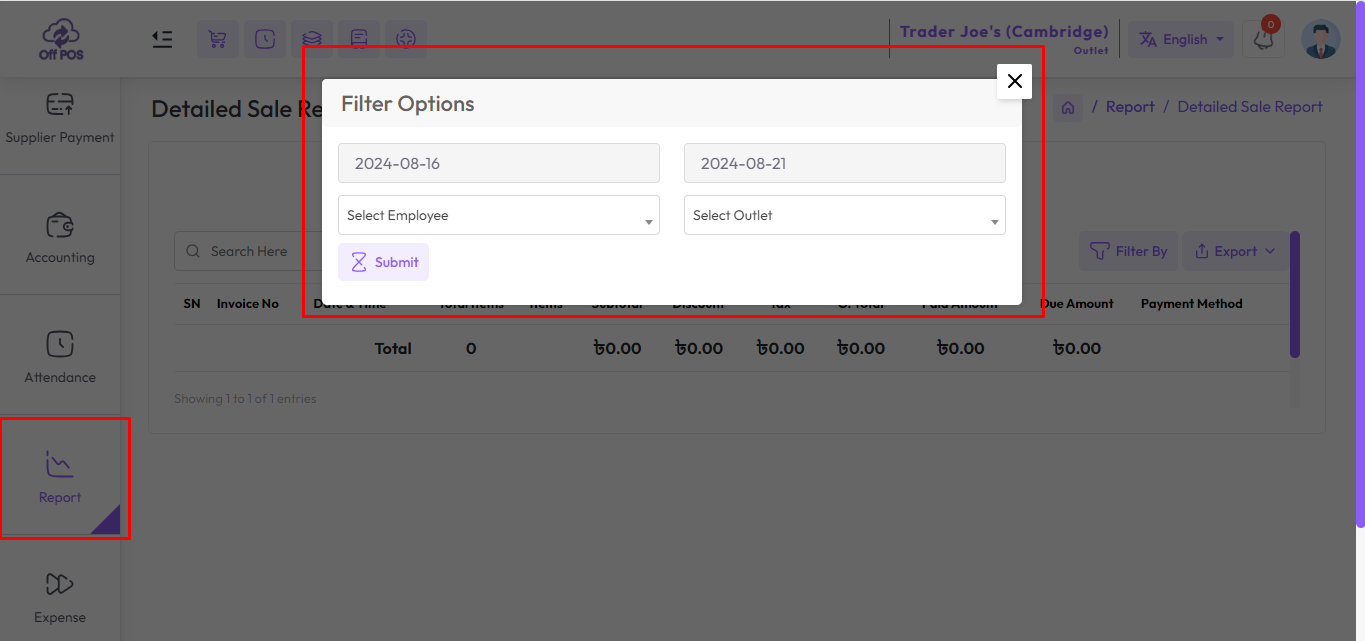 Off POS
Trader Joe's (Cambridge)
Outlet
English
0
Supplier Payment
Accounting
Attendance
Report
Expense
Detailed Sale Re
/ Report / Detailed Sale Report
Filter Options
2024-08-16
2024-08-21
Select Employee
Select Outlet
Submit
Search Here
Filter By
Export
SN Invoice No Date & Time Total Items Items Subtotal Discount Tax G. Total Paid Amount Due Amount Payment Method
Total 0 ৳0.00 ৳0.00 ৳0.00 ৳0.00 ৳0.00 ৳0.00
Showing 1 to 1 of 1 entries